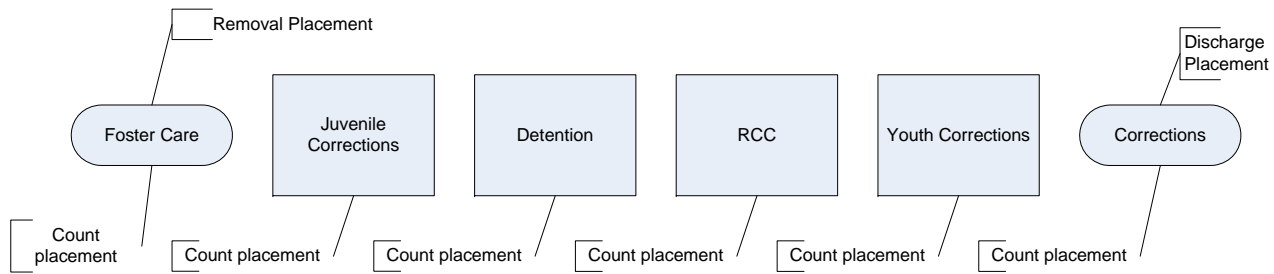 Removal Placement
Discharge
Placement
Foster Care
Juvenile
Corrections
Detention
RCC
Youth Corrections
Corrections
Count
placement
Count placement
Count placement
Count placement
Count placement
Count placement